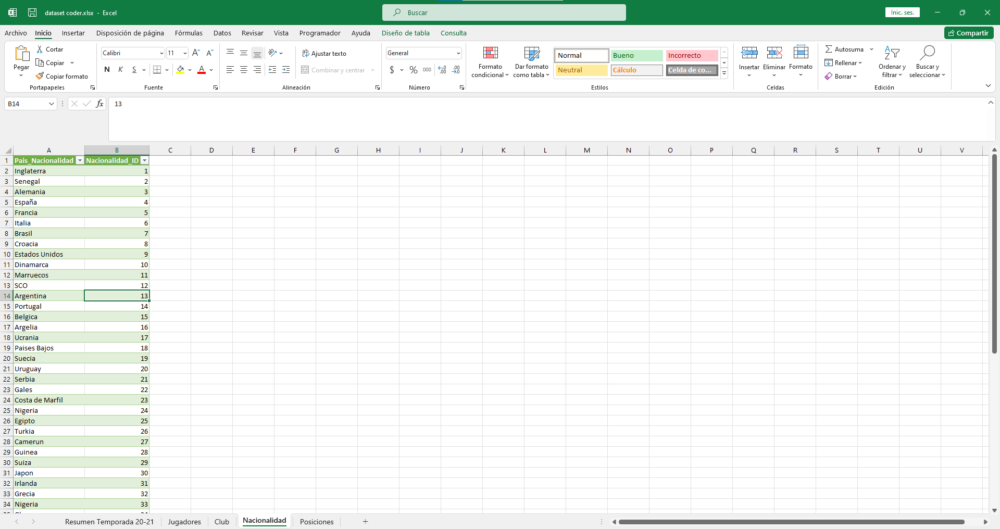 dataset coder.xlsx - Excel
Buscar
Inic. ses.
Archivo Inicio Insertar Disposición de página Fórmulas Datos Revisar Vista Programador Ayuda Diseño de tabla Consulta
Compartir
Pegar
Cortar
Copiar
Copiar formato
Portapapeles
Calibri 11
N K S
Fuente
Ajustar texto
Combinar y centrar
Alineación
General
$ % 000
Número
Formato condicional
Dar formato como tabla
Normal Bueno Incorrecto
Neutral Cálculo Celda de co...
Estilos
Insertar Eliminar Formato
Celdas
Autosuma
Rellenar
Borrar
Ordenar y filtrar
Buscar y seleccionar
Edición
B14 fx 13
A B C D E F G H I J K L M N O P Q R S T U V
1 Pais_Nacionalidad Nacionalidad_ID
2 Inglaterra 1
3 Senegal 2
4 Alemania 3
5 España 4
6 Francia 5
7 Italia 6
8 Brasil 7
9 Croacia 8
10 Estados Unidos 9
11 Dinamarca 10
12 Marruecos 11
13 SCO 12
14 Argentina 13
15 Portugal 14
16 Belgica 15
17 Argelia 16
18 Ucrania 17
19 Paises Bajos 18
20 Suecia 19
21 Uruguay 20
22 Serbia 21
23 Gales 22
24 Costa de Marfil 23
25 Nigeria 24
26 Egipto 25
27 Turkia 26
28 Camerun 27
29 Guinea 28
30 Suiza 29
31 Japon 30
32 Irlanda 31
33 Grecia 32
34 Nigeria 33
Resumen Temporada 20-21 Jugadores Club Nacionalidad Posiciones